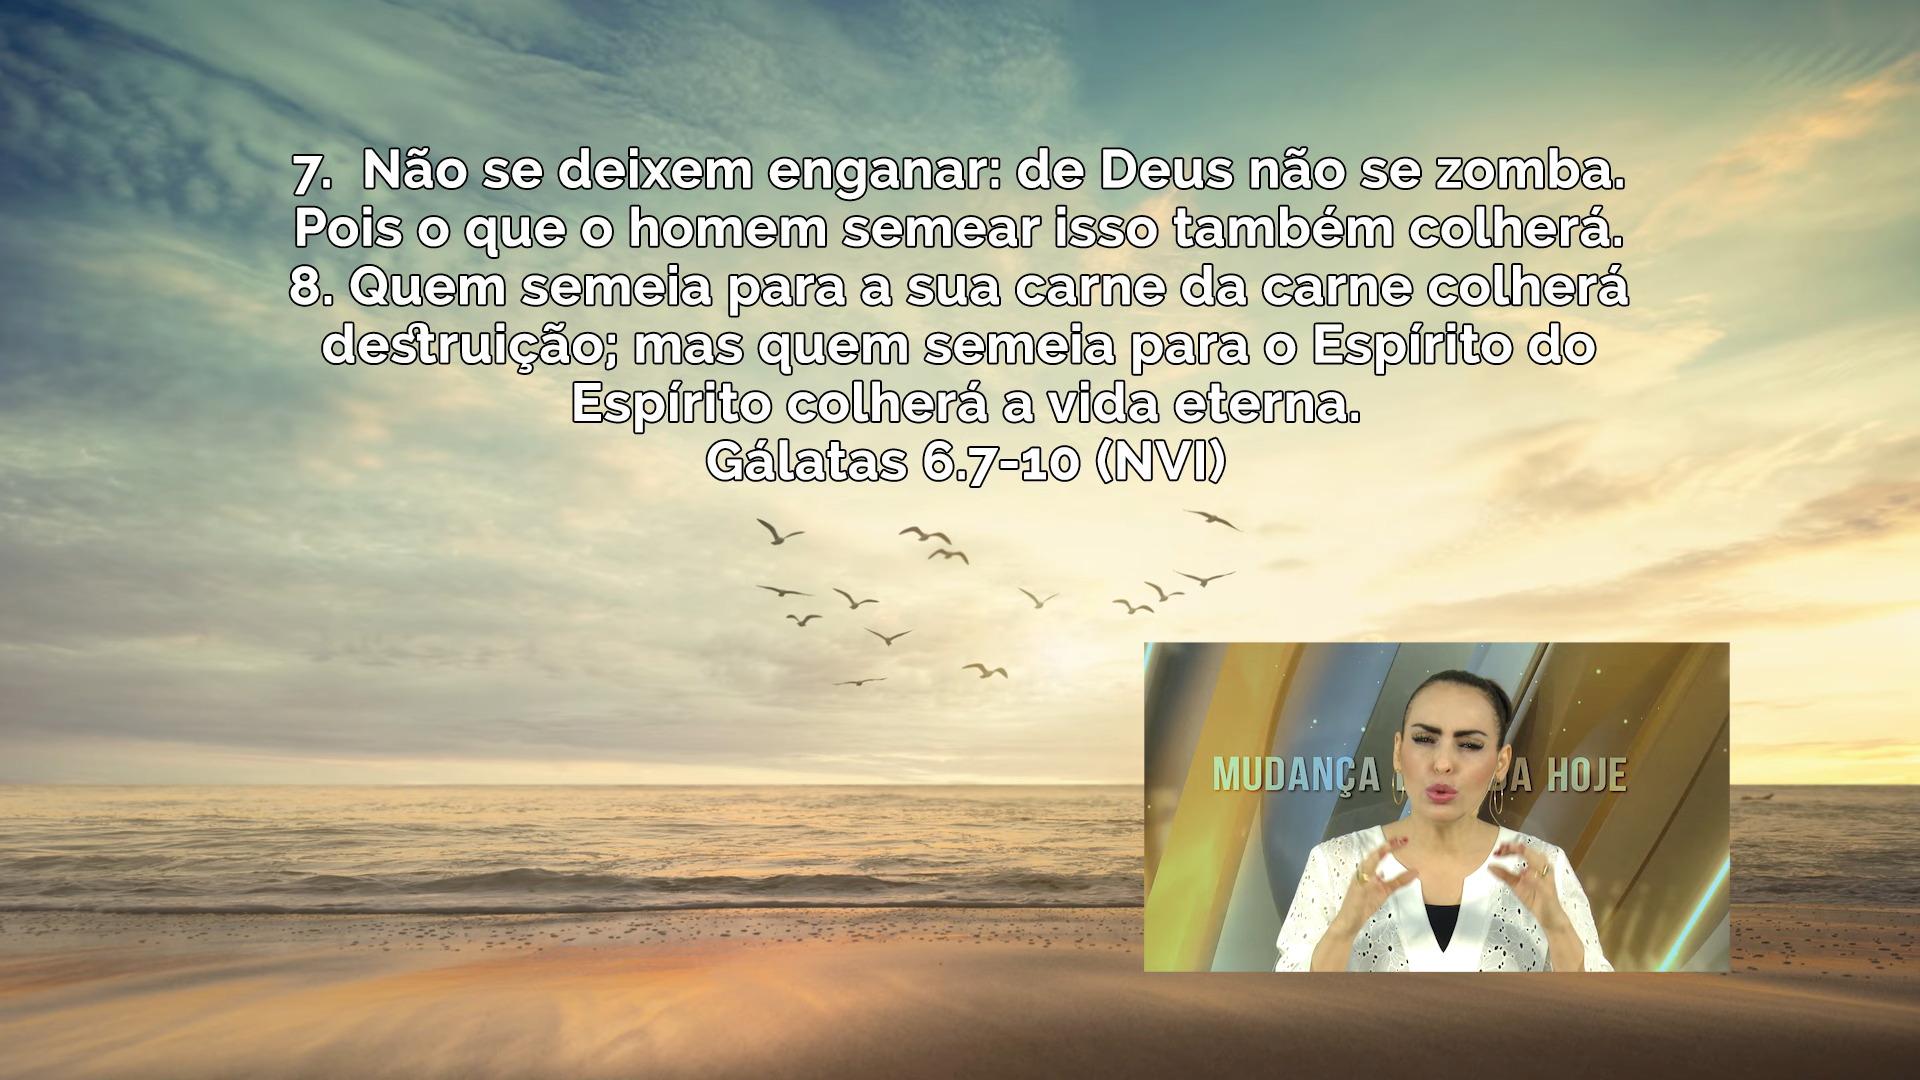 7. Não se deixem enganar: de Deus não se zomba.
Pois o que o homem semear isso também colherá.
8. Quem semeia para a sua carne da carne colherá
destruição; mas quem semeia para o Espírito do
Espírito colherá a vida eterna.
Gálatas 6.7-10 (NVI)
MUDANÇA A HOJE